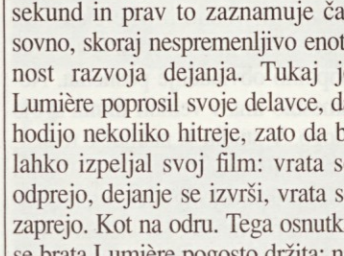 sekund in prav to zaznamuje ča
sovno, skoraj nespremenljivo enot
nost razvoja dejanja. Tukaj j
Lumière poprosil svoje delavce, d
hodijo nekoliko hitreje, zato da b
lahko izpeljal svoj film: vrata s
odprejo, dejanje se izvrši, vrata s
zaprejo. Kot na odru. Tega osnutk
se brata Lumière pogosto držita: